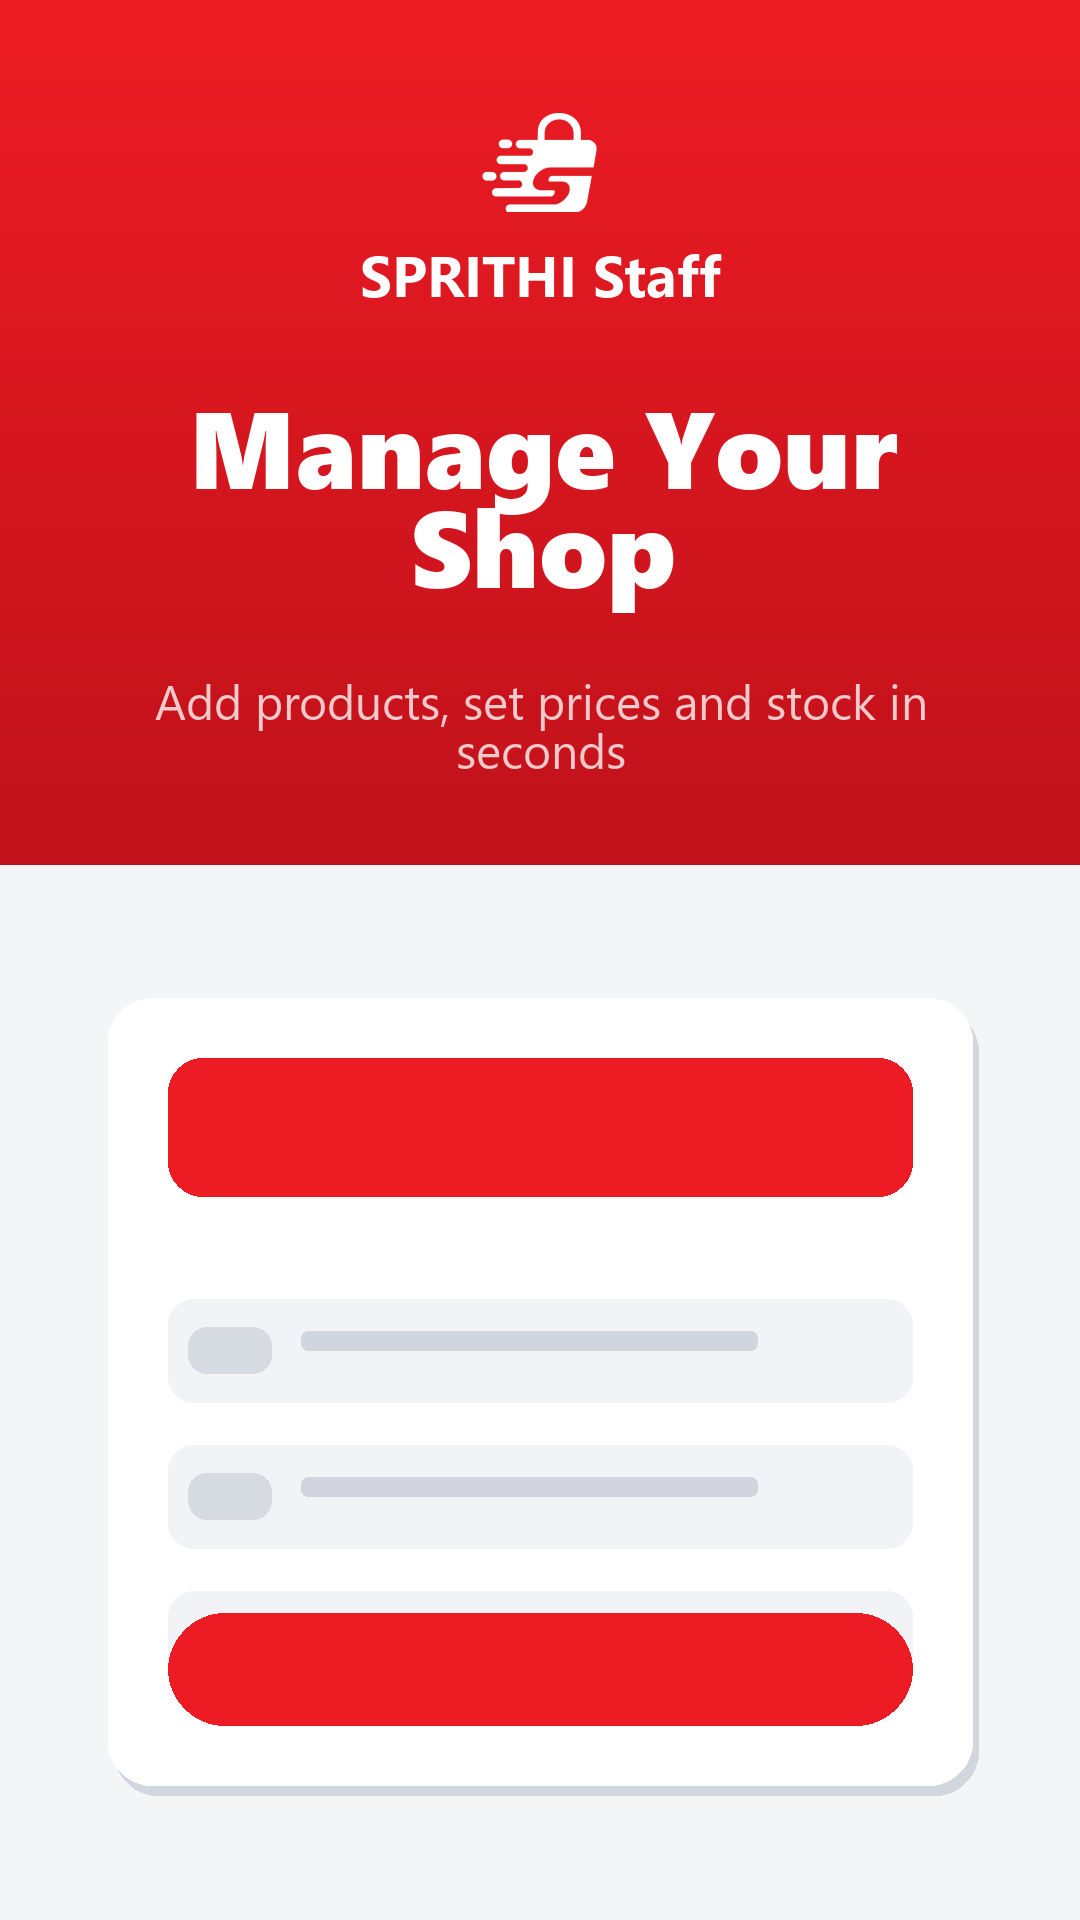 SPRITHI Staff
Manage Your
Shop
Add products, set prices and stock in
seconds